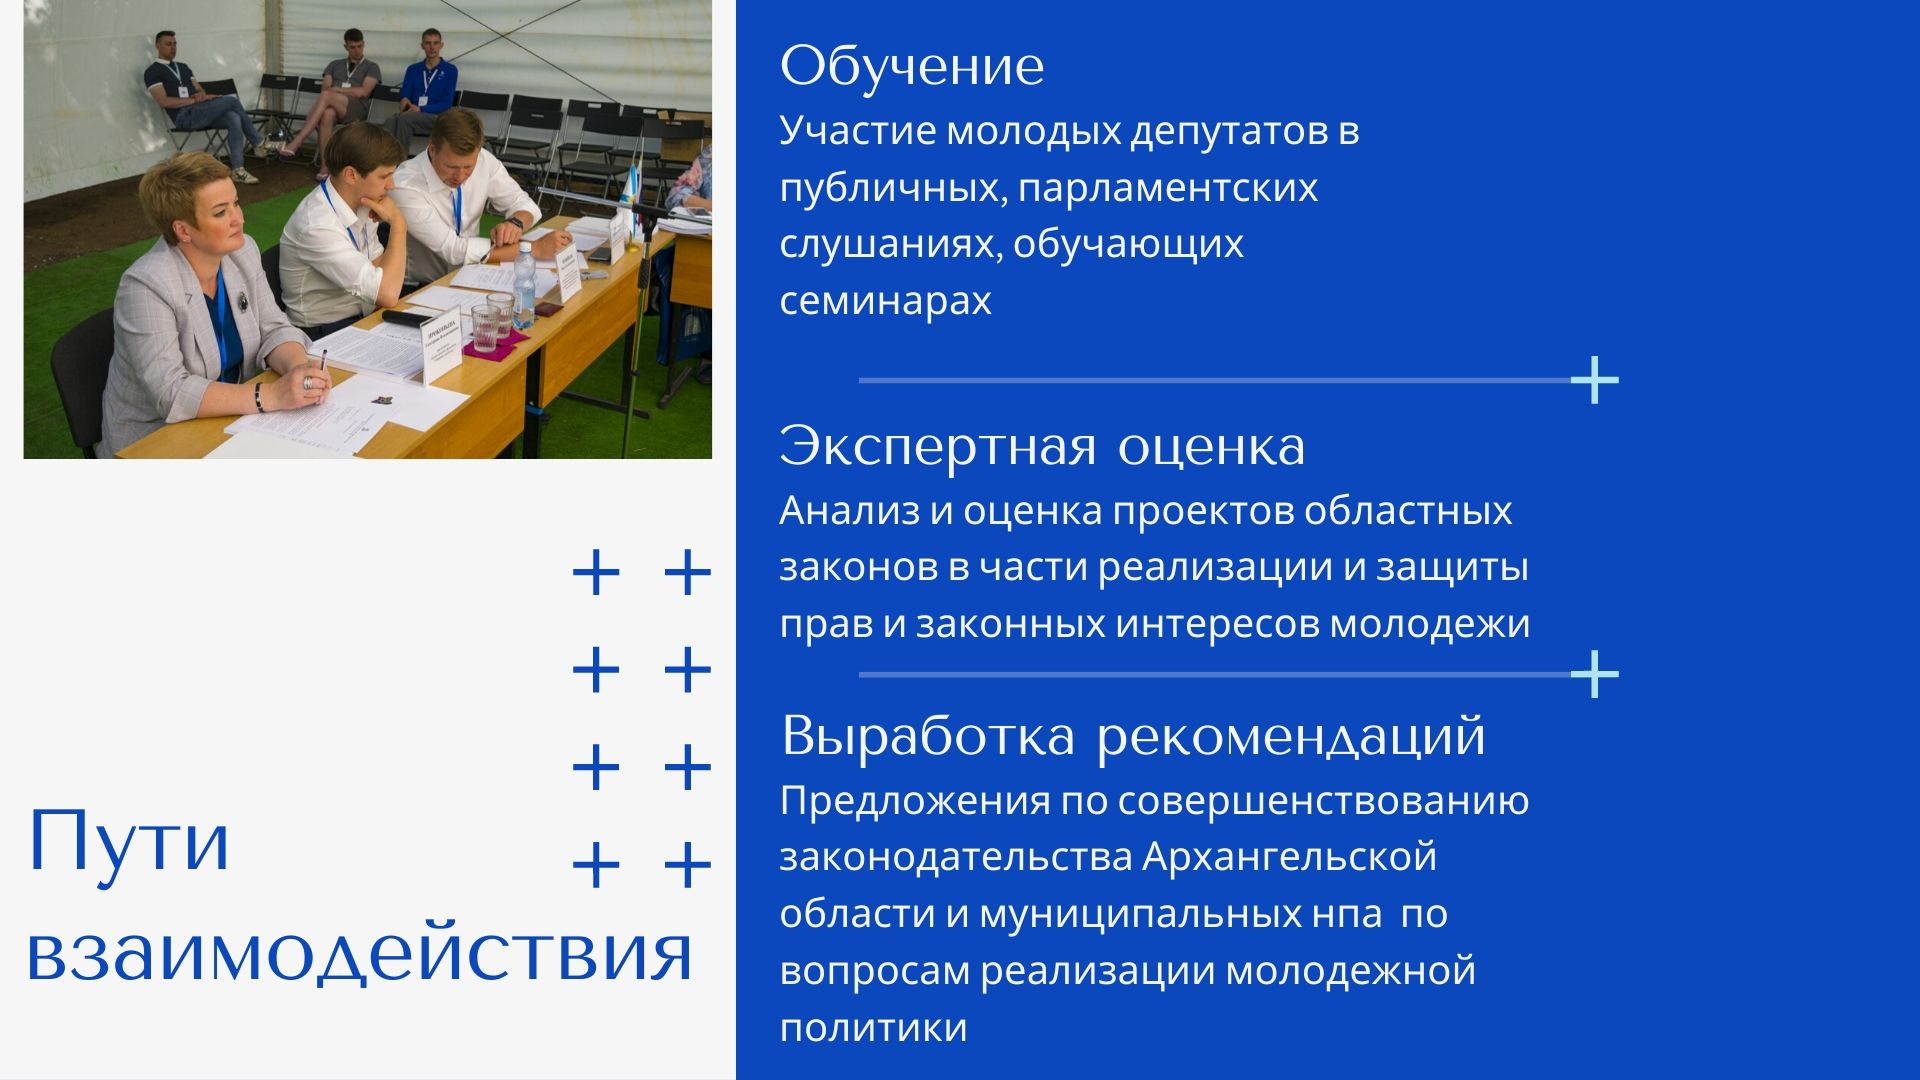 Обучение
Участие молодых депутатов в
публичных, парламентских
слушаниях, обучающих
семинарах
Экспертная оценка
Анализ и оценка проектов областных
законов в части реализации и защиты
прав и законных интересов молодежи
Выработка рекомендаций
Предложения по совершенствованию
законодательства Архангельской
области и муниципальных нпа по
вопросам реализации молодежной
политики
Пути
взаимодействия